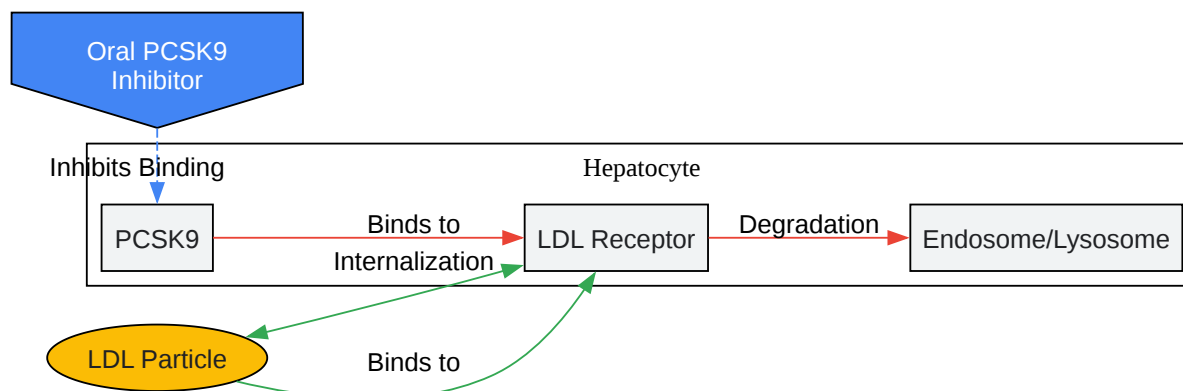 Oral PCSK9
Inhibitor
Inhibits Binding
Hepatocyte
PCSK9
Binds to
LDL Receptor
Degradation
Endosome/Lysosome
Internalization
LDL Particle
Binds to